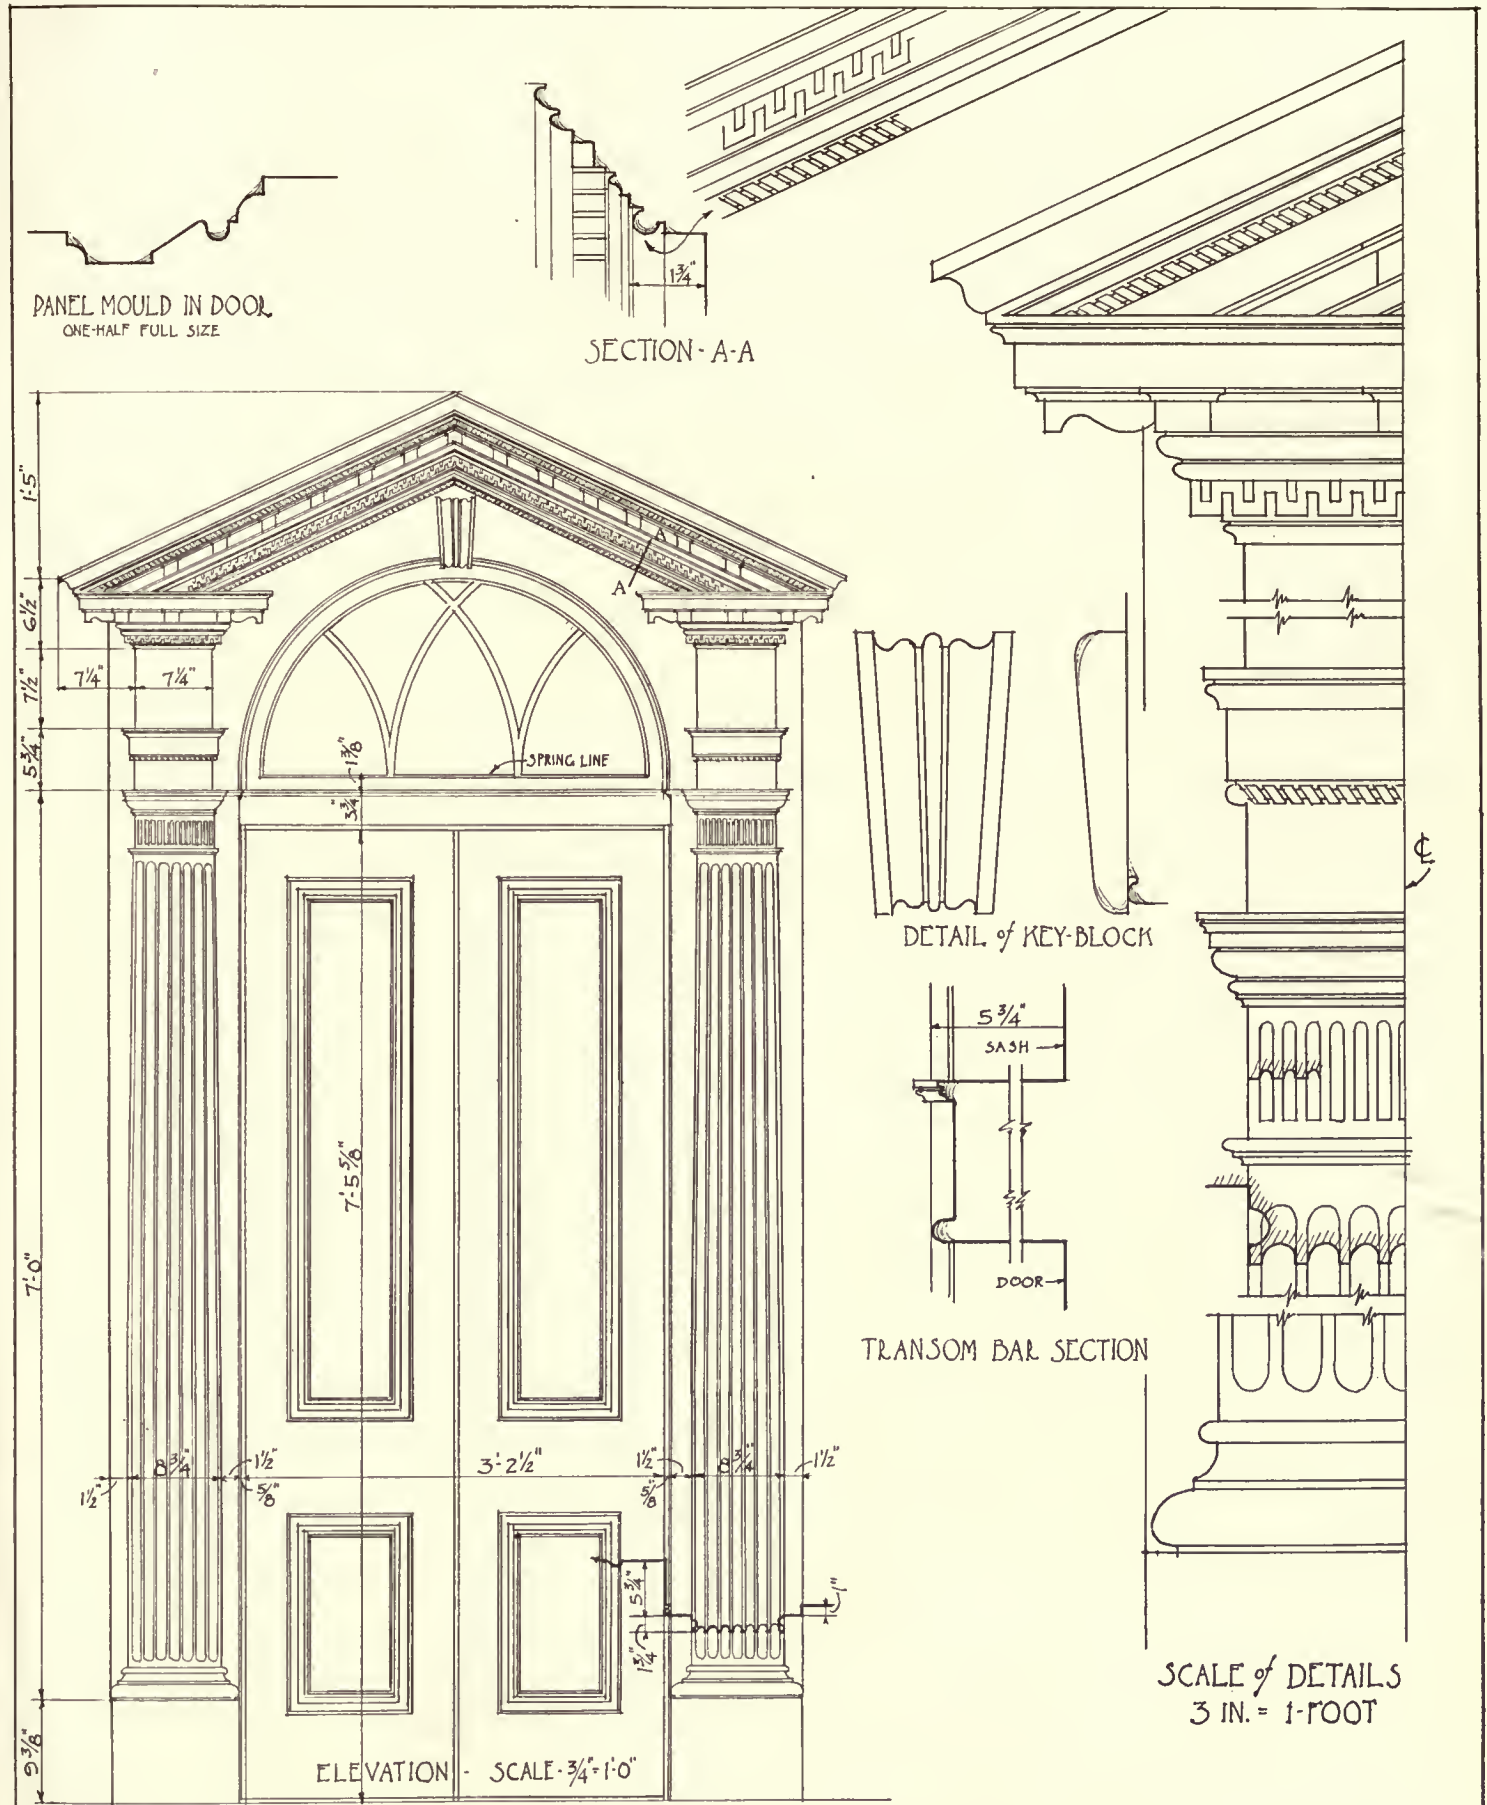 PANEL MOULD IN DOOR
ONE-HALF FULL SIZE
1¾"
SECTION - A-A
1'-5"
6½"
7½"
5¾"
7'-0"
9⅜"
7¼"
7¼"
A
A
1⅜"
3¾"
SPRING LINE
7'-5⅝"
1½"
8¾"
1½"
⅝"
3'-2½"
1½"
⅝"
8¾"
1½"
5¾"
1¾"
1"
ELEVATION - SCALE - ¾" = 1'-0"
DETAIL of KEY-BLOCK
℄
5¾"
SASH
DOOR
TRANSOM BAR SECTION
SCALE of DETAILS
3 IN. = 1-FOOT